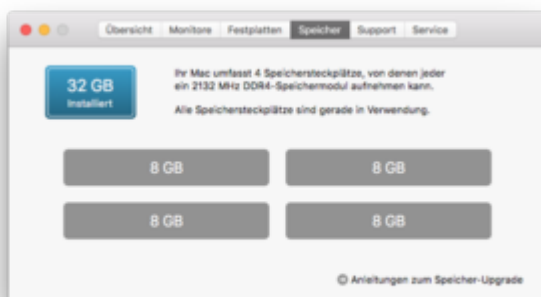 Übersicht Monitore Festplatten Speicher Support Service
32 GB
Installiert
Ihr Mac umfasst 4 Speichersteckplätze, von denen jeder
ein 2132 MHz DDR4-Speichermodul aufnehmen kann.
Alle Speichersteckplätze sind gerade in Verwendung.
8 GB 8 GB
8 GB 8 GB
Anleitungen zum Speicher-Upgrade